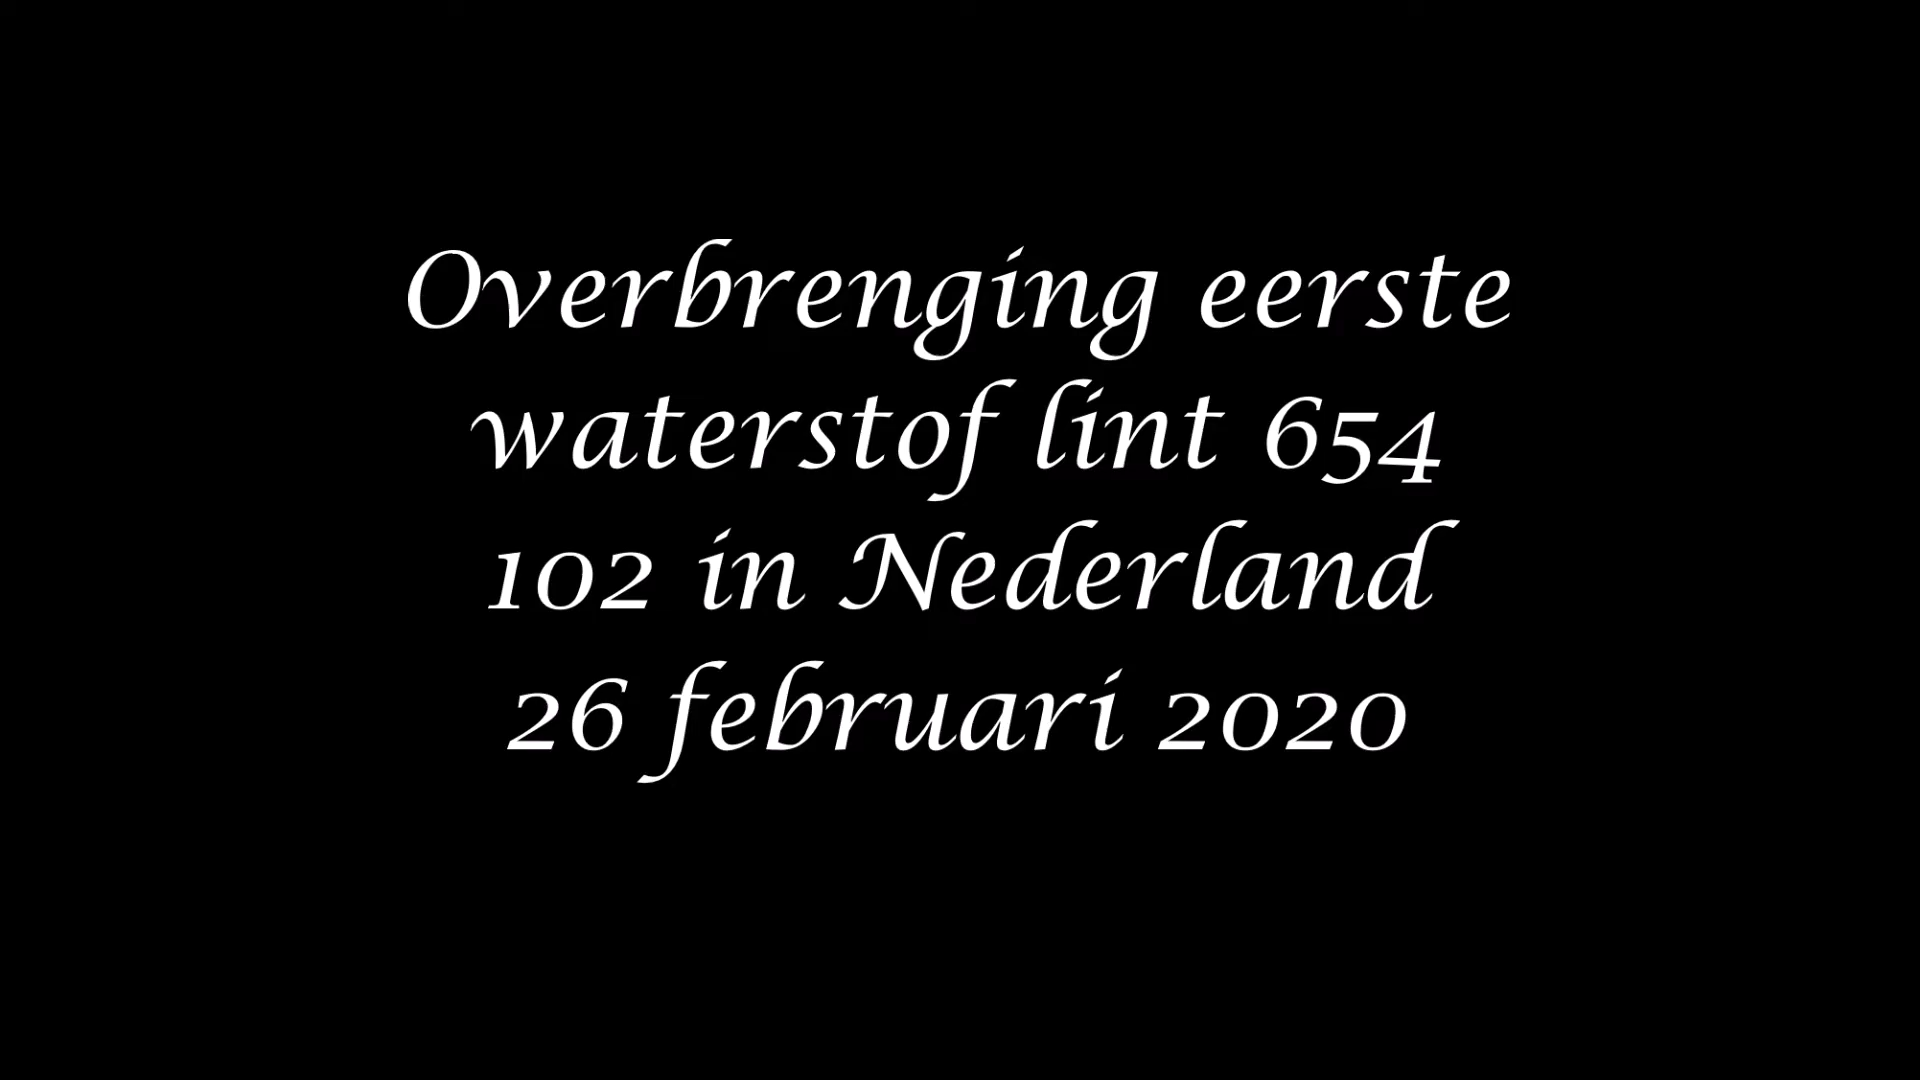 Overbrenging eerste
waterstof lint 654
102 in Nederland
26 februari 2020